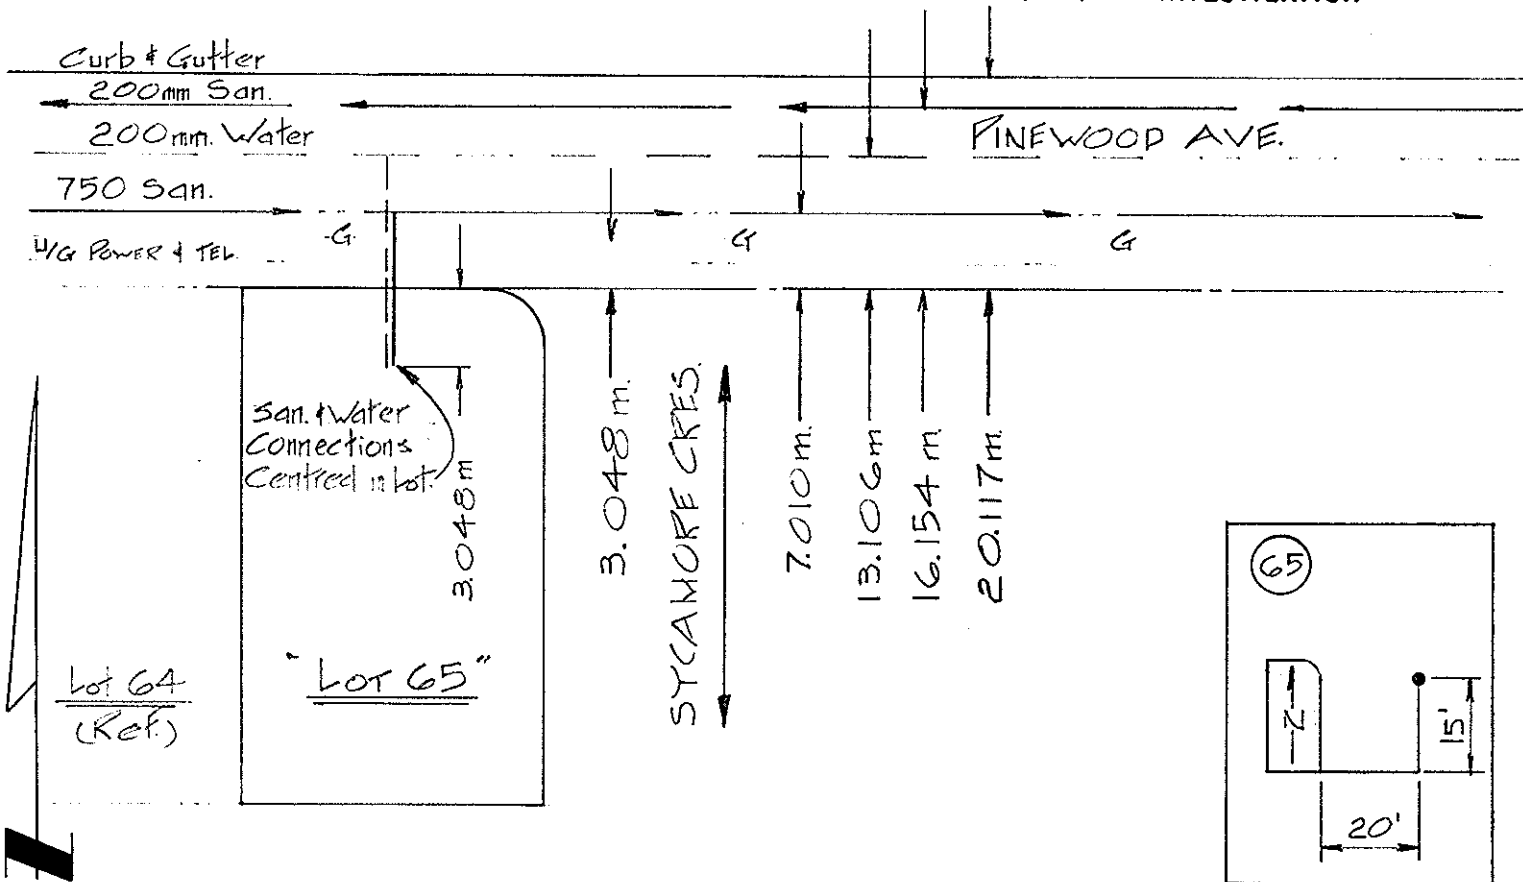 Curb & Gutter
200mm San.
200mm. Water
PINEWOOD AVE.
750 San.
G
G
G
U/G POWER & TEL.
San. & Water
Connections
Centred in Lot.
3.048m
3.048m.
SYCAMORE CRES.
7.010m.
13.106m
16.154m.
20.117m.
"LOT 65"
Lot 64
(Ref.)
65
N
15'
20'